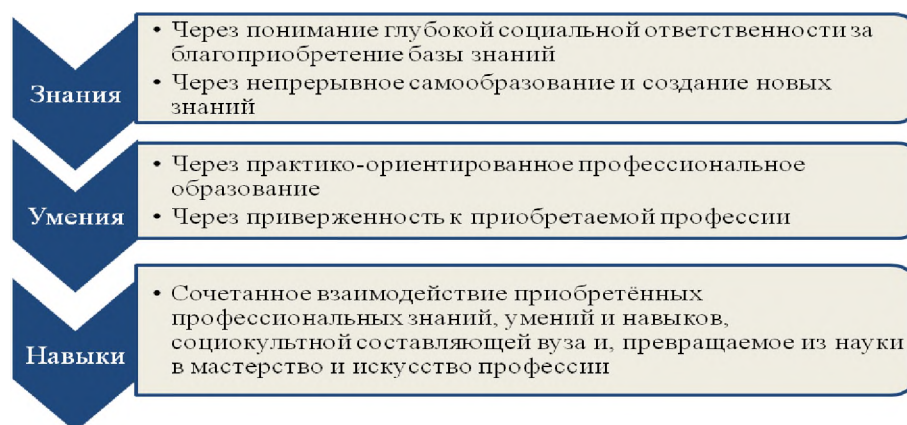 Знания
• Через понимание глубокой социальной ответственности за
благоприобретение базы знаний
• Через непрерывное самообразование и создание новых
знаний
Умения
• Через практико-ориентированное профессиональное
образование
• Через приверженность к приобретаемой профессии
Навыки
• Сочетанное взаимодействие приобретённых
профессиональных знаний, умений и навыков,
социокультной составляющей вуза и, превращаемое из науки
в мастерство и искусство профессии